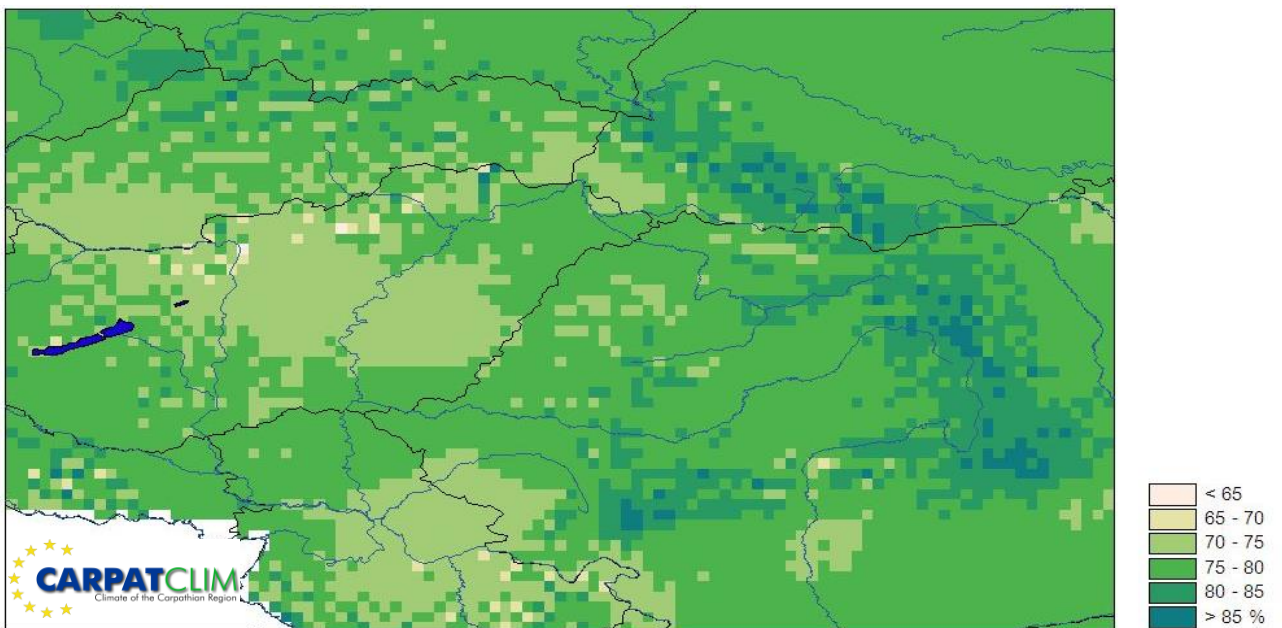 CARPATCLIM
Climate of the Carpathian Region
< 65
65 - 70
70 - 75
75 - 80
80 - 85
> 85 %